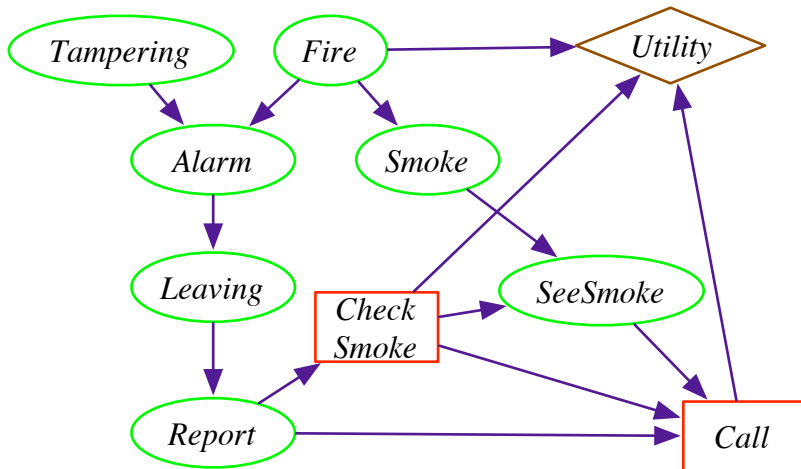 Tampering
Fire
Utility
Alarm
Smoke
Leaving
Check
Smoke
SeeSmoke
Report
Call